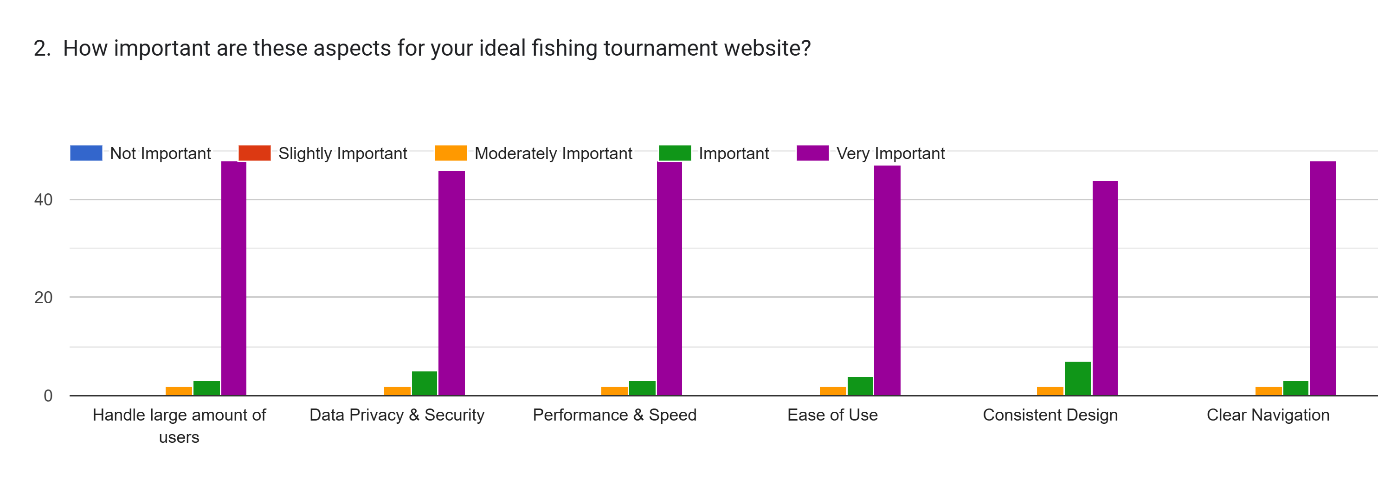 2. How important are these aspects for your ideal fishing tournament website?
Not Important Slightly Important Moderately Important Important Very Important
40
20
0
Handle large amount of users Data Privacy & Security Performance & Speed Ease of Use Consistent Design Clear Navigation